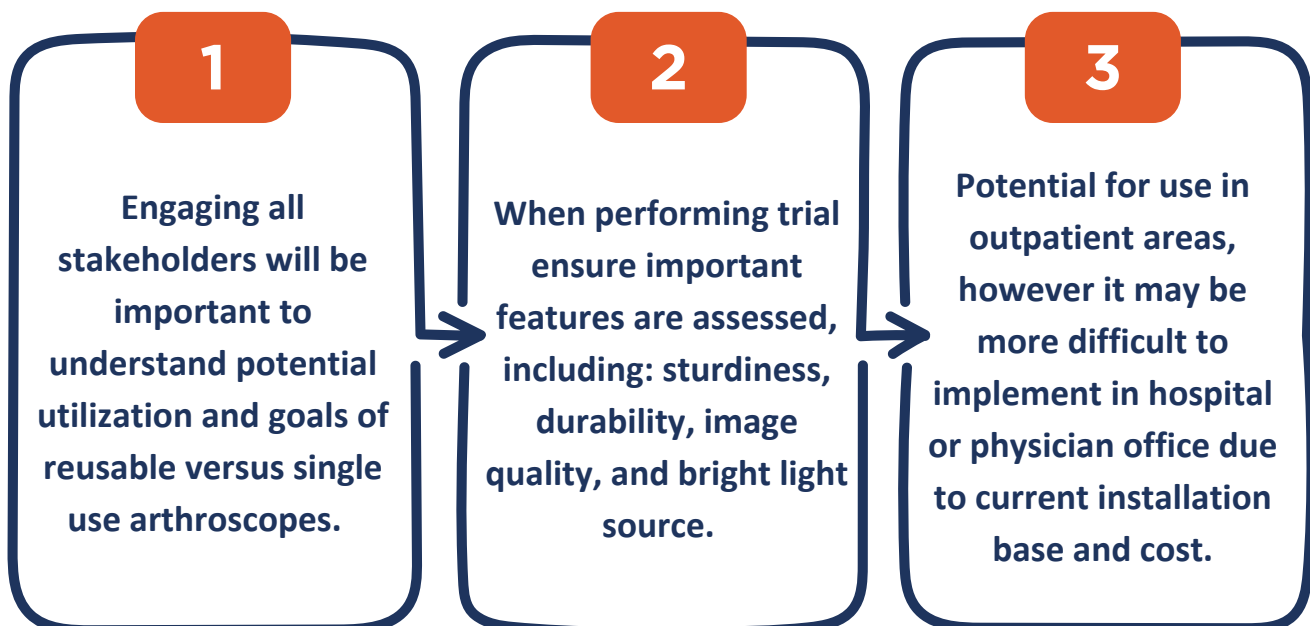 1
Engaging all
stakeholders will be
important to
understand potential
utilization and goals of
reusable versus single
use arthroscopes.
2
When performing trial
ensure important
features are assessed,
including: sturdiness,
durability, image
quality, and bright light
source.
3
Potential for use in
outpatient areas,
however it may be
more difficult to
implement in hospital
or physician office due
to current installation
base and cost.